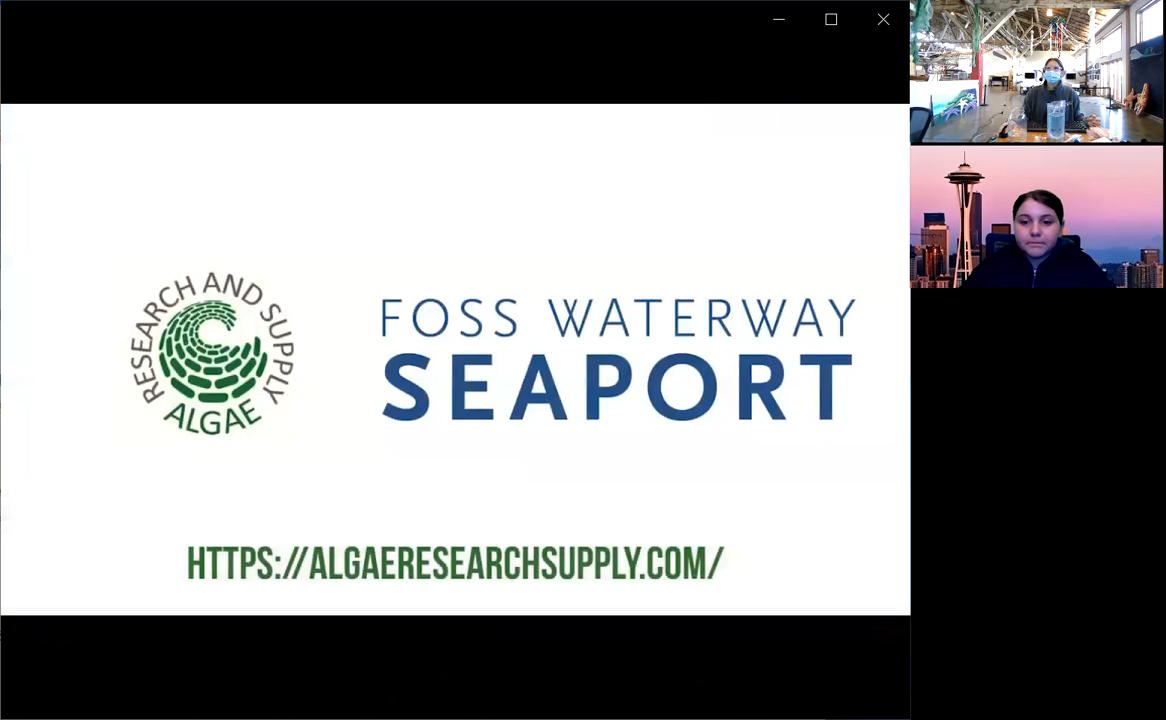 RESEARCH AND SUPPLY
ALGAE
FOSS WATERWAY
SEAPORT
HTTPS://ALGAERESEARCHSUPPLY.COM/